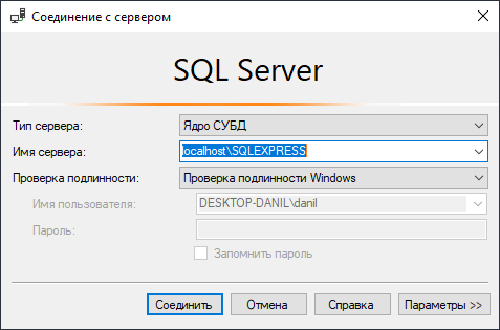 Соединение с сервером
SQL Server
Тип сервера: Ядро СУБД
Имя сервера: localhost\SQLEXPRESS
Проверка подлинности: Проверка подлинности Windows
Имя пользователя: DESKTOP-DANIL\danil
Пароль:
Запомнить пароль
Соединить Отмена Справка Параметры >>